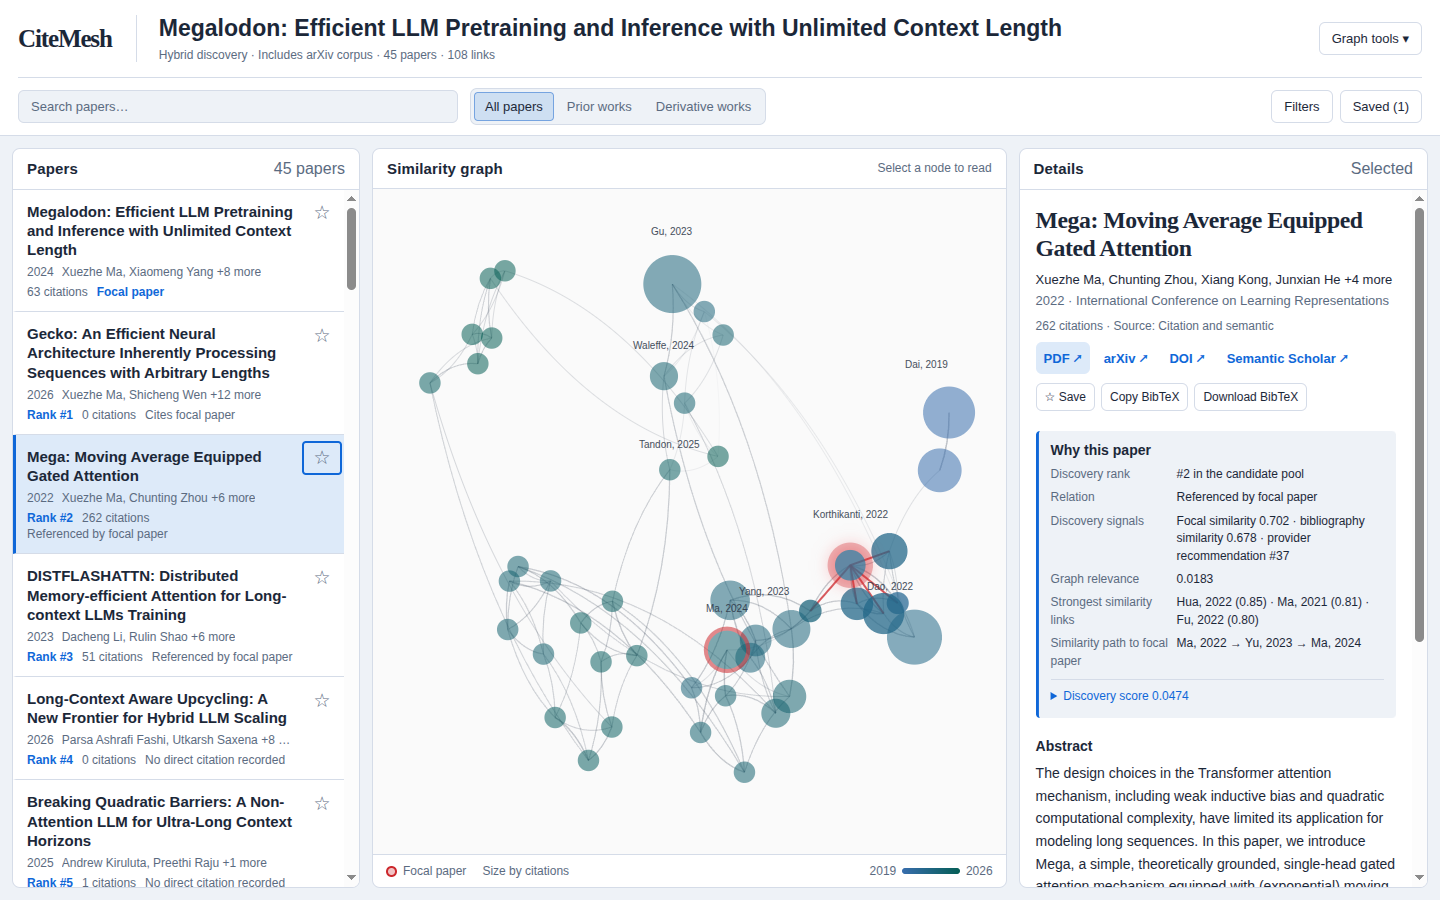 CiteMesh
Megalodon: Efficient LLM Pretraining and Inference with Unlimited Context Length
Hybrid discovery · Includes arXiv corpus · 45 papers · 108 links
Graph tools ▾
Search papers…
All papers
Prior works
Derivative works
Filters
Saved (1)
Papers
45 papers
Megalodon: Efficient LLM Pretraining
and Inference with Unlimited Context
Length
☆
2024 Xuezhe Ma, Xiaomeng Yang +8 more
63 citations Focal paper
Gecko: An Efficient Neural
Architecture Inherently Processing
Sequences with Arbitrary Lengths
☆
2026 Xuezhe Ma, Shicheng Wen +12 more
Rank #1 0 citations Cites focal paper
Mega: Moving Average Equipped
Gated Attention
☆
2022 Xuezhe Ma, Chunting Zhou +6 more
Rank #2 262 citations
Referenced by focal paper
DISTFLASHATTN: Distributed
Memory-efficient Attention for Long-
context LLMs Training
☆
2023 Dacheng Li, Rulin Shao +6 more
Rank #3 51 citations Referenced by focal paper
Long-Context Aware Upcycling: A
New Frontier for Hybrid LLM Scaling
☆
2026 Parsa Ashrafi Fashi, Utkarsh Saxena +8 …
Rank #4 0 citations No direct citation recorded
Breaking Quadratic Barriers: A Non-
Attention LLM for Ultra-Long Context
Horizons
☆
2025 Andrew Kiruluta, Preethi Raju +1 more
Rank #5 1 citations No direct citation recorded
Similarity graph
Select a node to read
Gu, 2023
Waleffe, 2024
Dai, 2019
Tandon, 2025
Korthikanti, 2022
Dao, 2022
Yang, 2023
Ma, 2024
Focal paper
Size by citations
2019
2026
Details
Selected
Mega: Moving Average Equipped
Gated Attention
Xuezhe Ma, Chunting Zhou, Xiang Kong, Junxian He +4 more
2022 · International Conference on Learning Representations
262 citations · Source: Citation and semantic
PDF ↗
arXiv ↗
DOI ↗
Semantic Scholar ↗
☆ Save
Copy BibTeX
Download BibTeX
Why this paper
Discovery rank #2 in the candidate pool
Relation Referenced by focal paper
Discovery signals Focal similarity 0.702 · bibliography
similarity 0.678 · provider
recommendation #37
Graph relevance 0.0183
Strongest similarity Hua, 2022 (0.85) · Ma, 2021 (0.81) ·
links Fu, 2022 (0.80)
Similarity path to focal Ma, 2022 → Yu, 2023 → Ma, 2024
paper
▶ Discovery score 0.0474
Abstract
The design choices in the Transformer attention
mechanism, including weak inductive bias and quadratic
computational complexity, have limited its application for
modeling long sequences. In this paper, we introduce
Mega, a simple, theoretically grounded, single-head gated
attention mechanism equipped with (exponential) moving